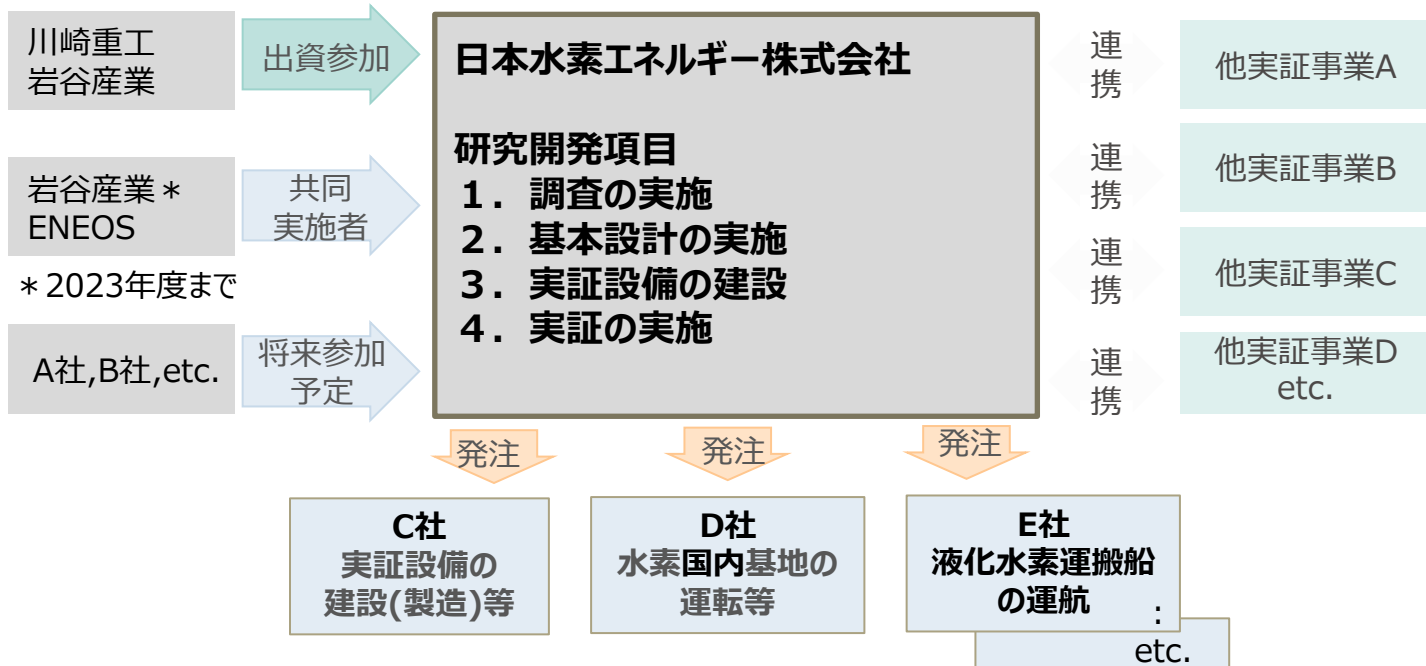 川崎重工
岩谷産業
出資参加
岩谷産業＊
ENEOS
共同
実施者
＊2023年度まで
A社,B社,etc.
将来参加
予定
日本水素エネルギー株式会社
研究開発項目
１．調査の実施
２．基本設計の実施
３．実証設備の建設
４．実証の実施
連
携
他実証事業A
連
携
他実証事業B
連
携
他実証事業C
連
携
他実証事業D
etc.
発注
発注
発注
C社
実証設備の
建設(製造)等
D社
水素国内基地の
運転等
E社
液化水素運搬船
の運航
:
etc.